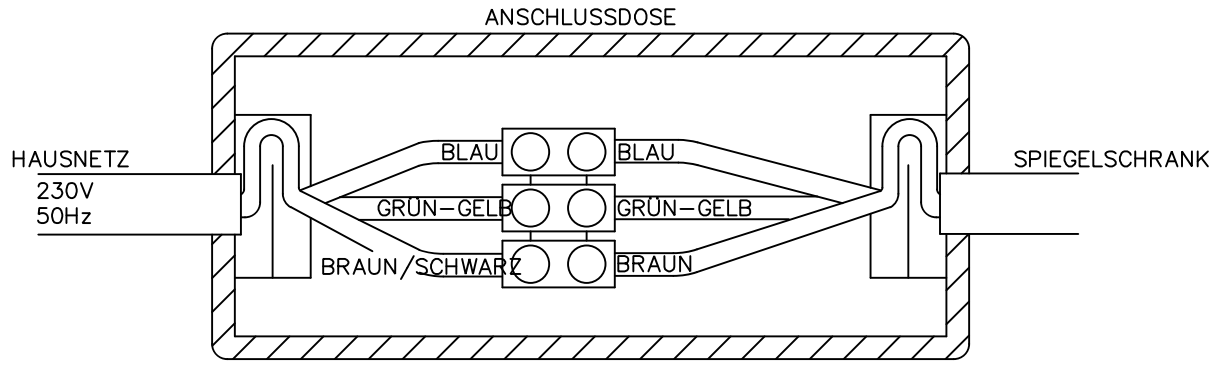 ANSCHLUSSDOSE
HAUSNETZ
230V
50Hz
BLAU
BLAU
SPIEGELSCHRANK
GRÜN-GELB
GRÜN-GELB
BRAUN/SCHWARZ
BRAUN